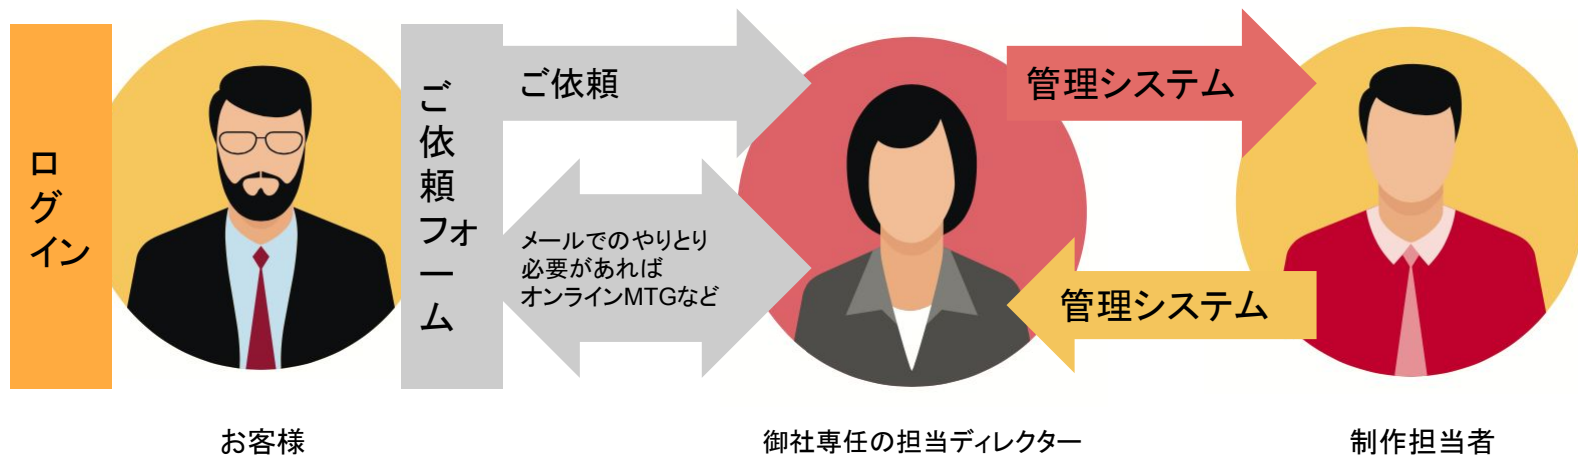 ログイン
ご依頼フォーム
ご依頼
メールでのやりとり
必要があれば
オンラインMTGなど
管理システム
管理システム
お客様
御社専任の担当ディレクター
制作担当者